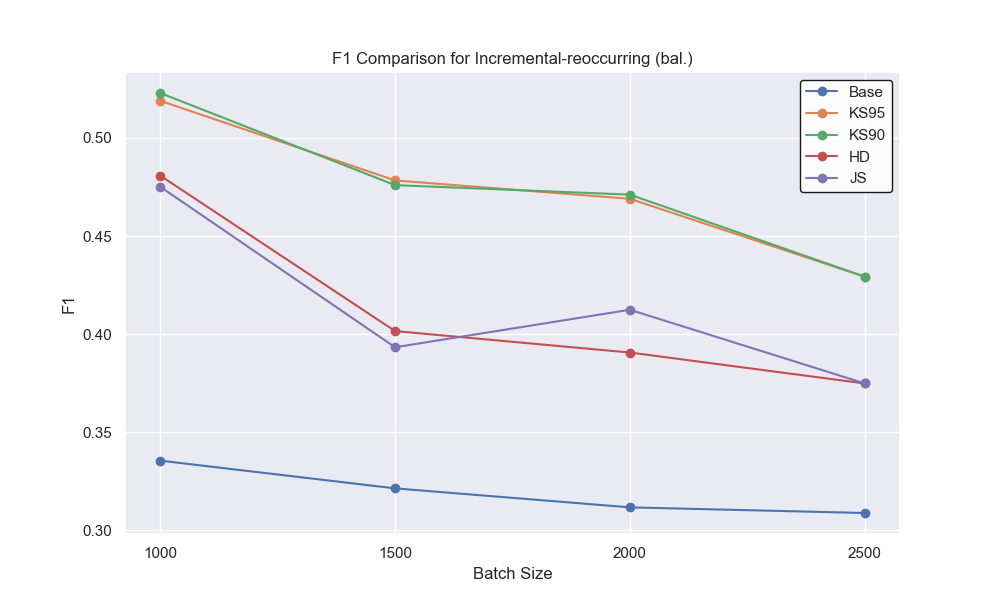 F1 Comparison for Incremental-reoccurring (bal.)
Base
KS95
KS90
HD
JS
0.50
0.45
0.40
0.35
0.30
F1
1000 1500 2000 2500
Batch Size